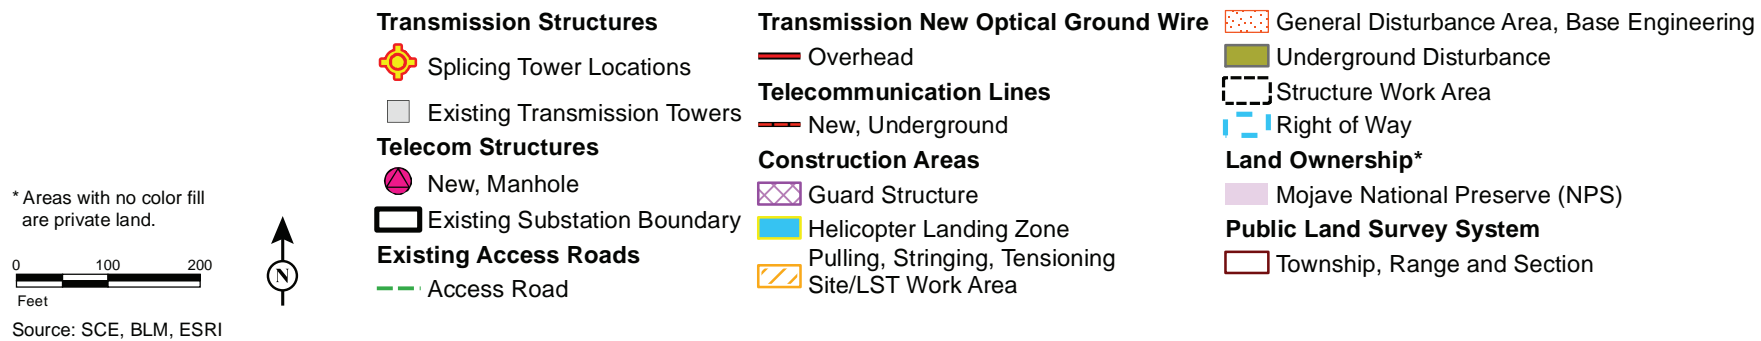 * Areas with no color fill
are private land.
0 100 200
Feet
N
Source: SCE, BLM, ESRI
Transmission Structures
Splicing Tower Locations
Existing Transmission Towers
Telecom Structures
New, Manhole
Existing Substation Boundary
Existing Access Roads
Access Road
Transmission New Optical Ground Wire
Overhead
Telecommunication Lines
New, Underground
Construction Areas
Guard Structure
Helicopter Landing Zone
Pulling, Stringing, Tensioning
Site/LST Work Area
General Disturbance Area, Base Engineering
Underground Disturbance
Structure Work Area
Right of Way
Land Ownership*
Mojave National Preserve (NPS)
Public Land Survey System
Township, Range and Section